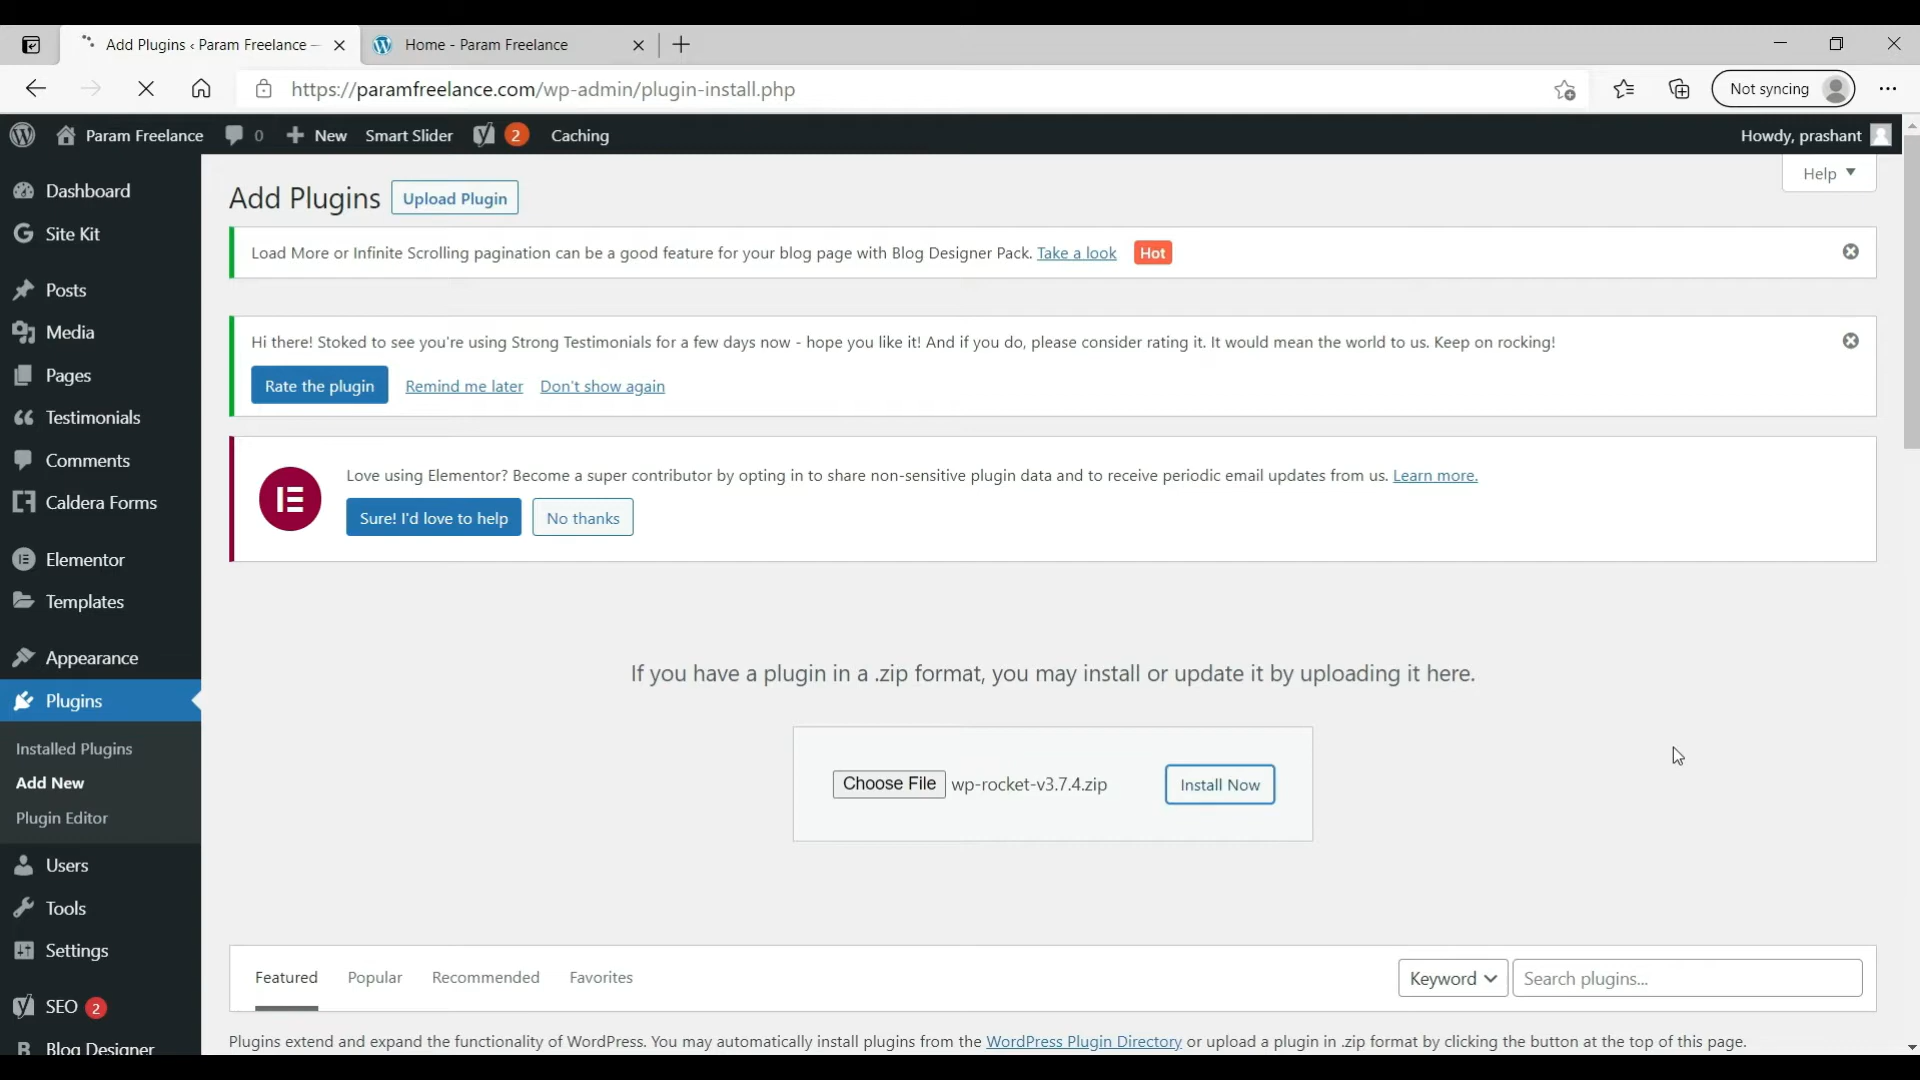 Add Plugins ‹ Param Freelance —
Home - Param Freelance
https://paramfreelance.com/wp-admin/plugin-install.php
Not syncing
Param Freelance
0
New
Smart Slider
2
Caching
Howdy, prashant
Dashboard
Site Kit
Posts
Media
Pages
Testimonials
Comments
Caldera Forms
Elementor
Templates
Appearance
Plugins
Installed Plugins
Add New
Plugin Editor
Users
Tools
Settings
SEO 2
Blog Designer
Add Plugins
Upload Plugin
Help
Load More or Infinite Scrolling pagination can be a good feature for your blog page with Blog Designer Pack. Take a look Hot
Hi there! Stoked to see you're using Strong Testimonials for a few days now - hope you like it! And if you do, please consider rating it. It would mean the world to us. Keep on rocking!
Rate the plugin
Remind me later
Don't show again
Love using Elementor? Become a super contributor by opting in to share non-sensitive plugin data and to receive periodic email updates from us. Learn more.
Sure! I'd love to help
No thanks
If you have a plugin in a .zip format, you may install or update it by uploading it here.
Choose File wp-rocket-v3.7.4.zip
Install Now
Featured
Popular
Recommended
Favorites
Keyword
Search plugins...
Plugins extend and expand the functionality of WordPress. You may automatically install plugins from the WordPress Plugin Directory or upload a plugin in .zip format by clicking the button at the top of this page.